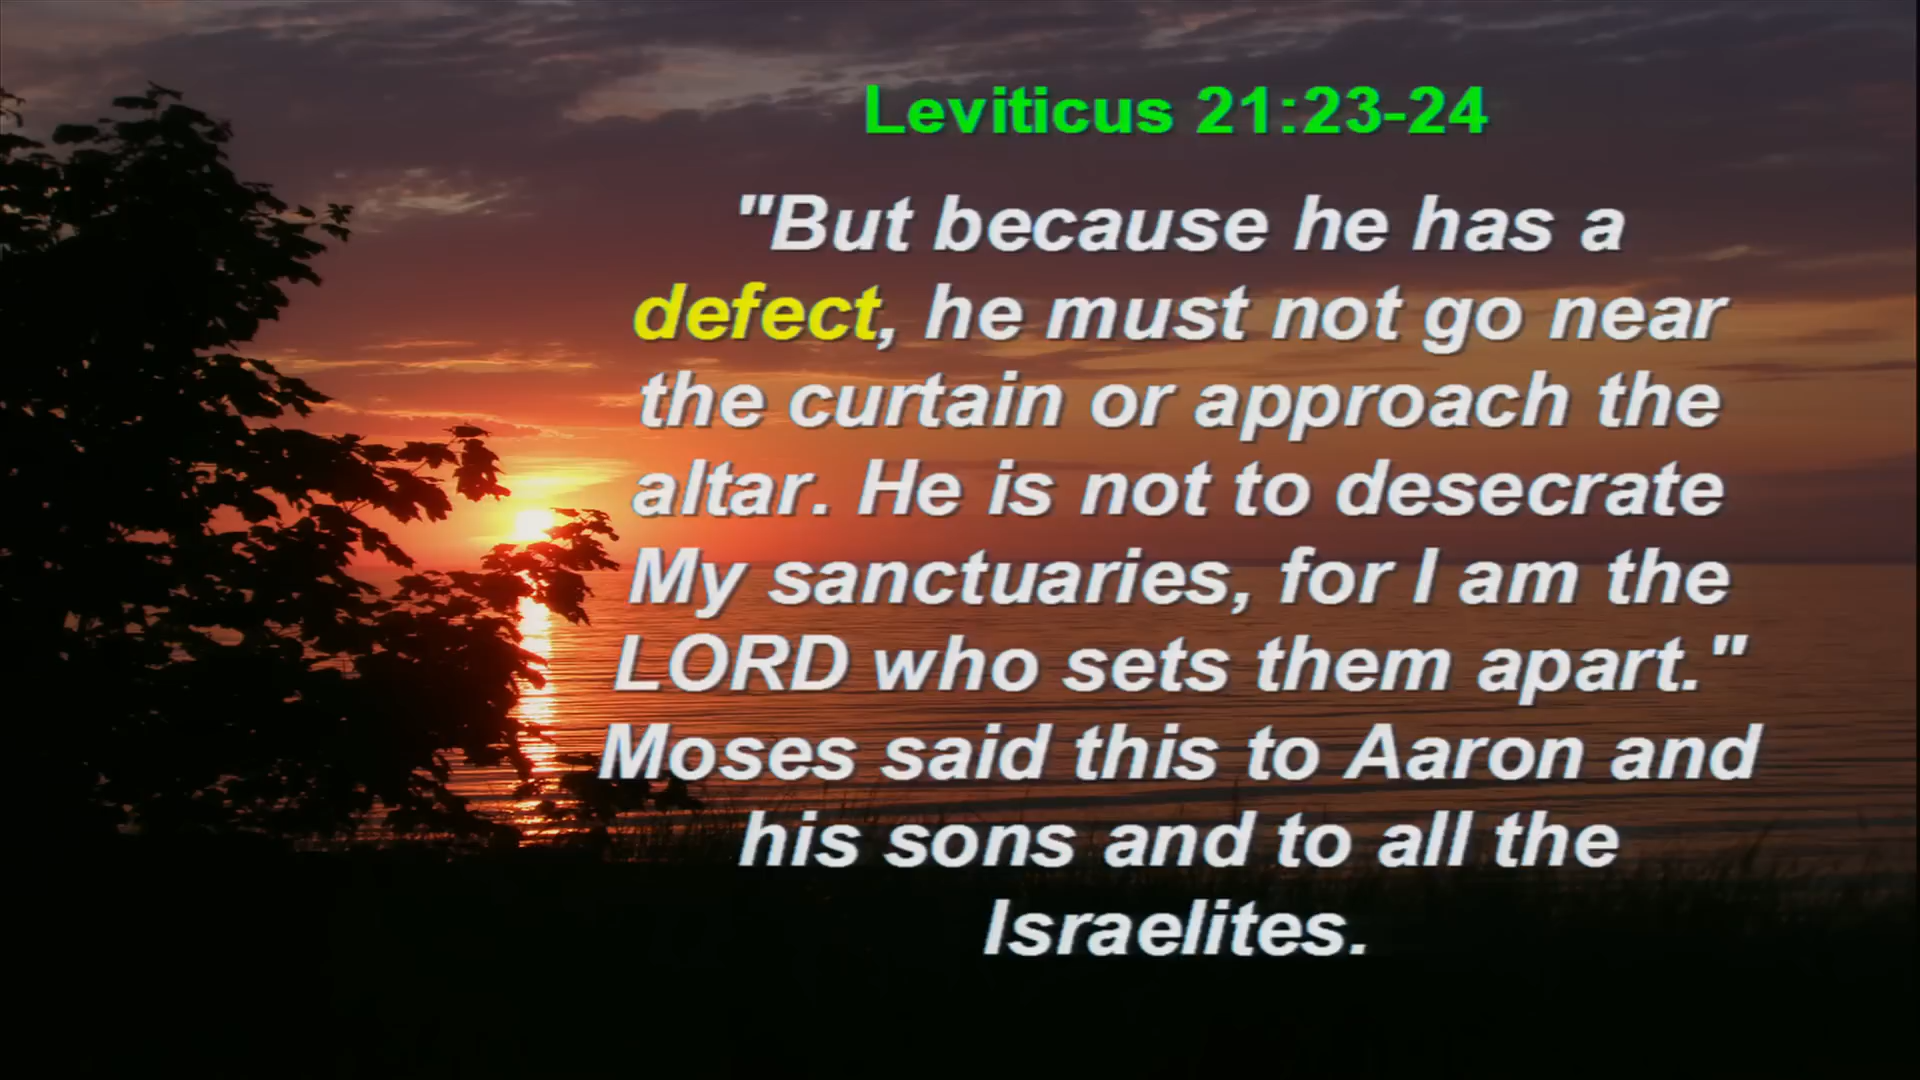 Leviticus 21:23-24
"But because he has a
defect, he must not go near
the curtain or approach the
altar. He is not to desecrate
My sanctuaries, for I am the
LORD who sets them apart."
Moses said this to Aaron and
his sons and to all the
Israelites.